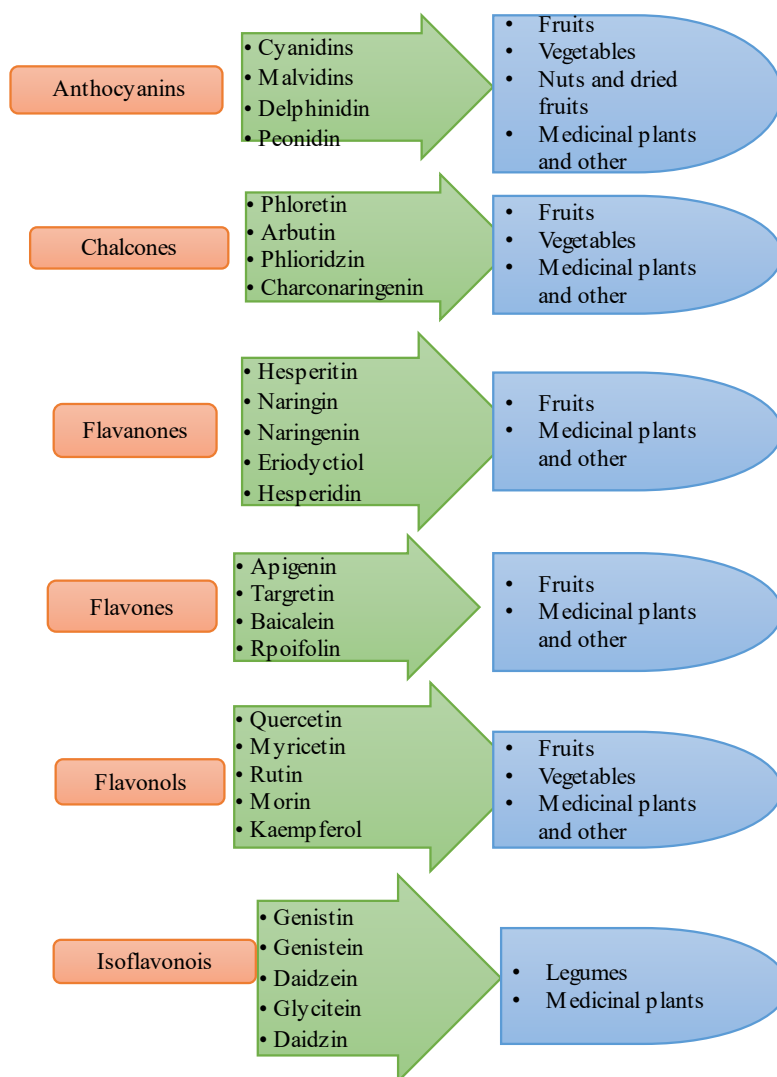 Anthocyanins
• Cyanidins
• Malvidins
• Delphinidin
• Peonidin
• Fruits
• Vegetables
• Nuts and dried
fruits
• Medicinal plants
and other
Chalcones
• Phloretin
• Arbutin
• Phlioridzin
• Charconaringenin
• Fruits
• Vegetables
• Medicinal plants
and other
Flavanones
• Hesperitin
• Naringin
• Naringenin
• Eriodyctiol
• Hesperidin
• Fruits
• Medicinal plants
and other
Flavones
• Apigenin
• Targretin
• Baicalein
• Rpoifolin
• Fruits
• Medicinal plants
and other
Flavonols
• Quercetin
• Myricetin
• Rutin
• Morin
• Kaempferol
• Fruits
• Vegetables
• Medicinal plants
and other
Isoflavonois
• Genistin
• Genistein
• Daidzein
• Glycitein
• Daidzin
• Legumes
• Medicinal plants